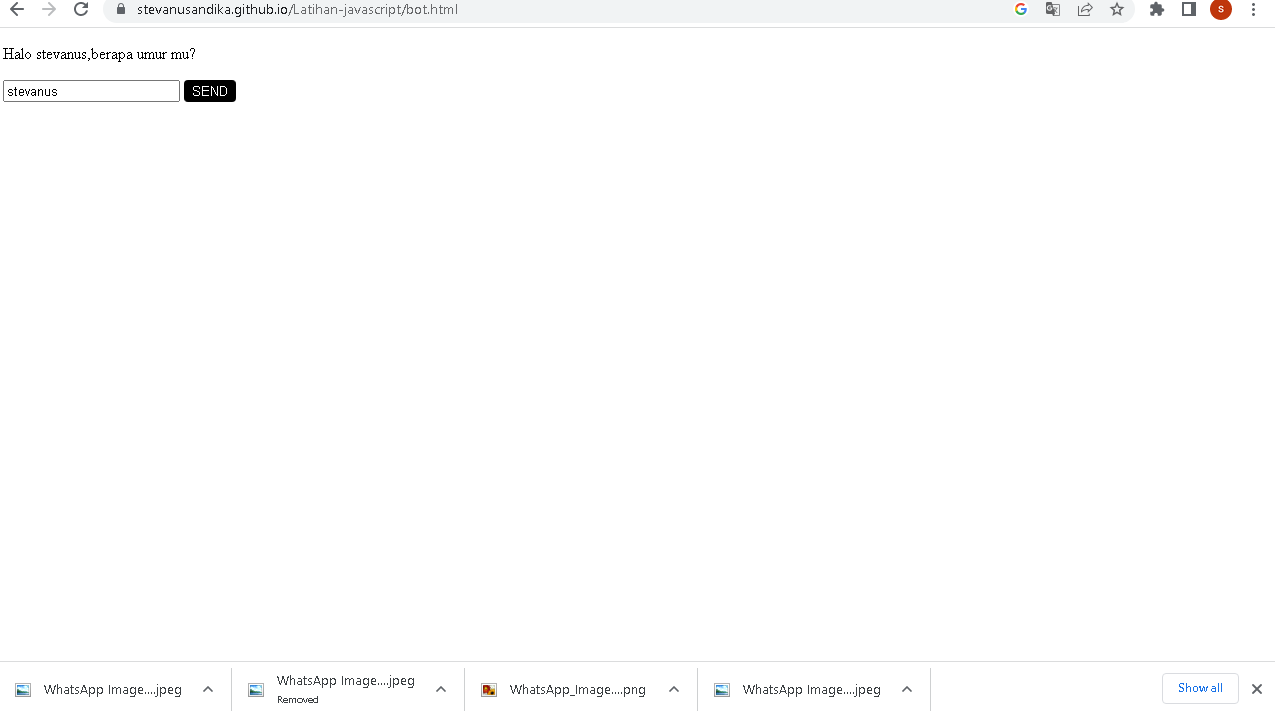 stevanusandika.github.io/Latihan-javascript/bot.html
S
Halo stevanus,berapa umur mu?
stevanus SEND
WhatsApp Image....jpeg
WhatsApp Image....jpeg
Removed
WhatsApp_Image....png
WhatsApp Image....jpeg
Show all